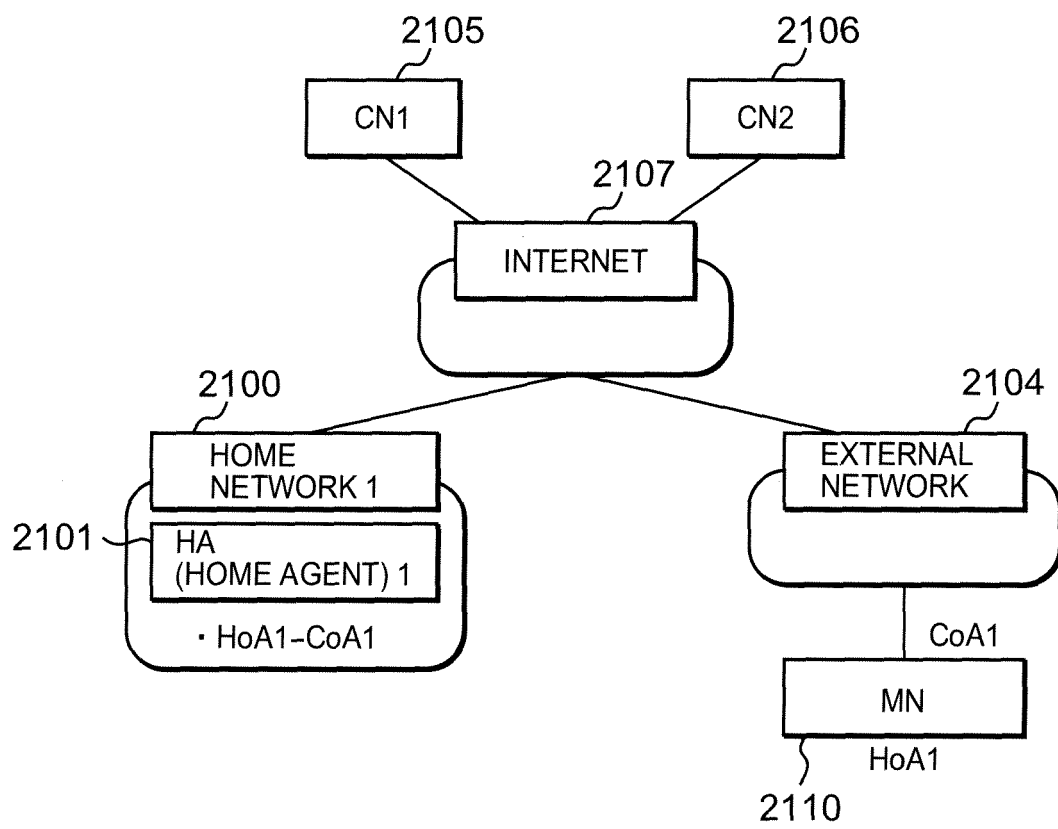 2105
2106
CN1
CN2
2107
INTERNET
2100
2104
HOME
NETWORK 1
EXTERNAL
NETWORK
2101
HA
(HOME AGENT) 1
・HoA1-CoA1
CoA1
MN
HoA1
2110